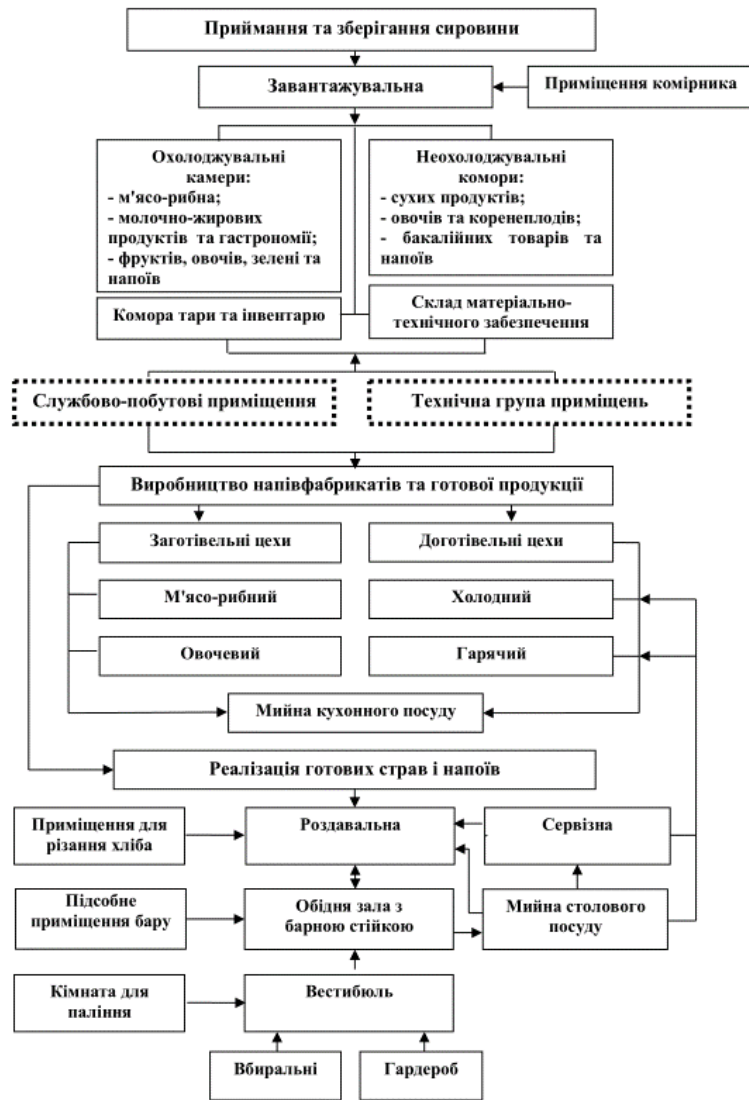 Приймання та зберігання сировини
Завантажувальна
Приміщення комірника
Охолоджувальні
камери:
- м'ясо-рибна;
- молочно-жирових
продуктів та гастрономії;
- фруктів, овочів, зелені та
напоїв
Неохолоджувальні
комори:
- сухих продуктів;
- овочів та коренеплодів;
- бакалійних товарів та
напоїв
Комора тари та інвентарю
Склад матеріально-
технічного забезпечення
Службово-побутові приміщення
Технічна група приміщень
Виробництво напівфабрикатів та готової продукції
Заготівельні цехи
Доготівельні цехи
М'ясо-рибний
Холодний
Овочевий
Гарячий
Мийна кухонного посуду
Реалізація готових страв і напоїв
Приміщення для
різання хліба
Роздавальна
Сервізна
Підсобне
приміщення бару
Обідня зала з
барною стійкою
Мийна столового
посуду
Кімната для
паління
Вестибюль
Вбиральні
Гардероб